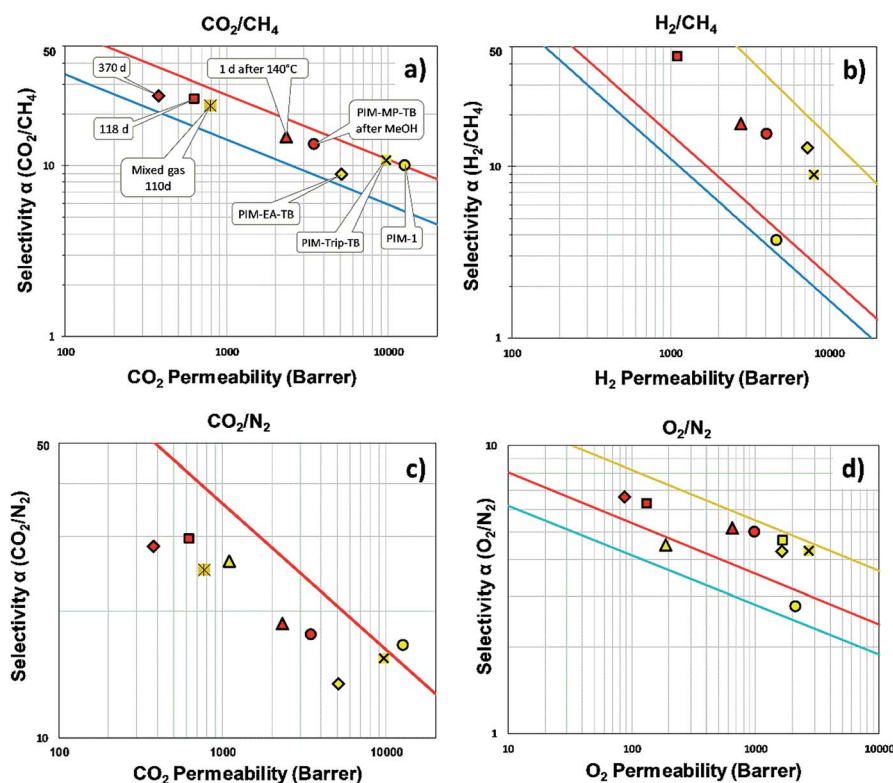 CO₂/CH₄
a)
Selectivity α (CO₂/CH₄)
50
10
1
370 d
118 d
Mixed gas
110d
1 d after 140°C
PIM-MP-TB
after MeOH
PIM-EA-TB
PIM-Trip-TB
PIM-1
100
1000
10000
CO₂ Permeability (Barrer)
H₂/CH₄
b)
Selectivity α (H₂/CH₄)
50
10
1
100
1000
10000
H₂ Permeability (Barrer)
CO₂/N₂
c)
Selectivity α (CO₂/N₂)
50
10
100
1000
10000
CO₂ Permeability (Barrer)
O₂/N₂
d)
Selectivity α (O₂/N₂)
10
1
10
100
1000
10000
O₂ Permeability (Barrer)